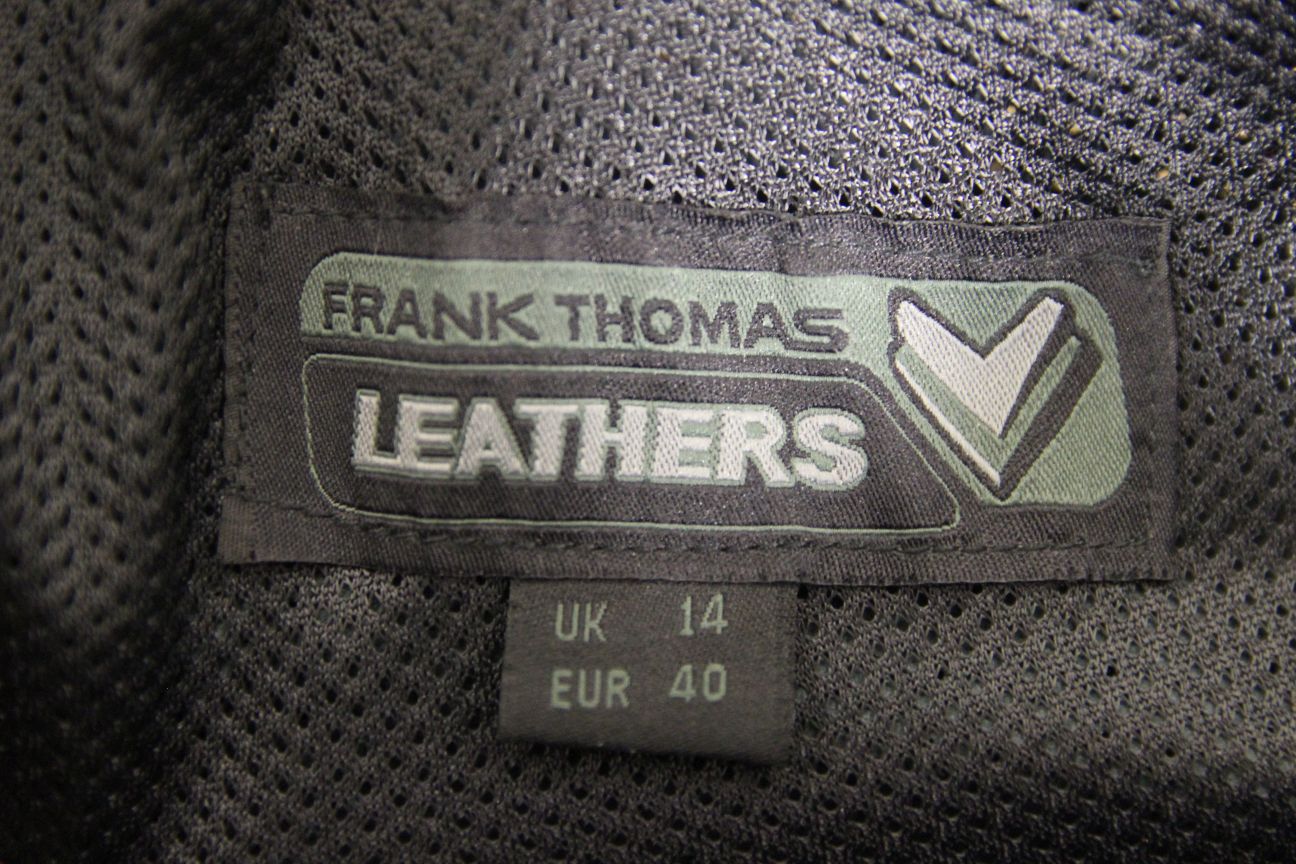 FRANK THOMAS
LEATHERS
UK 14
EUR 40